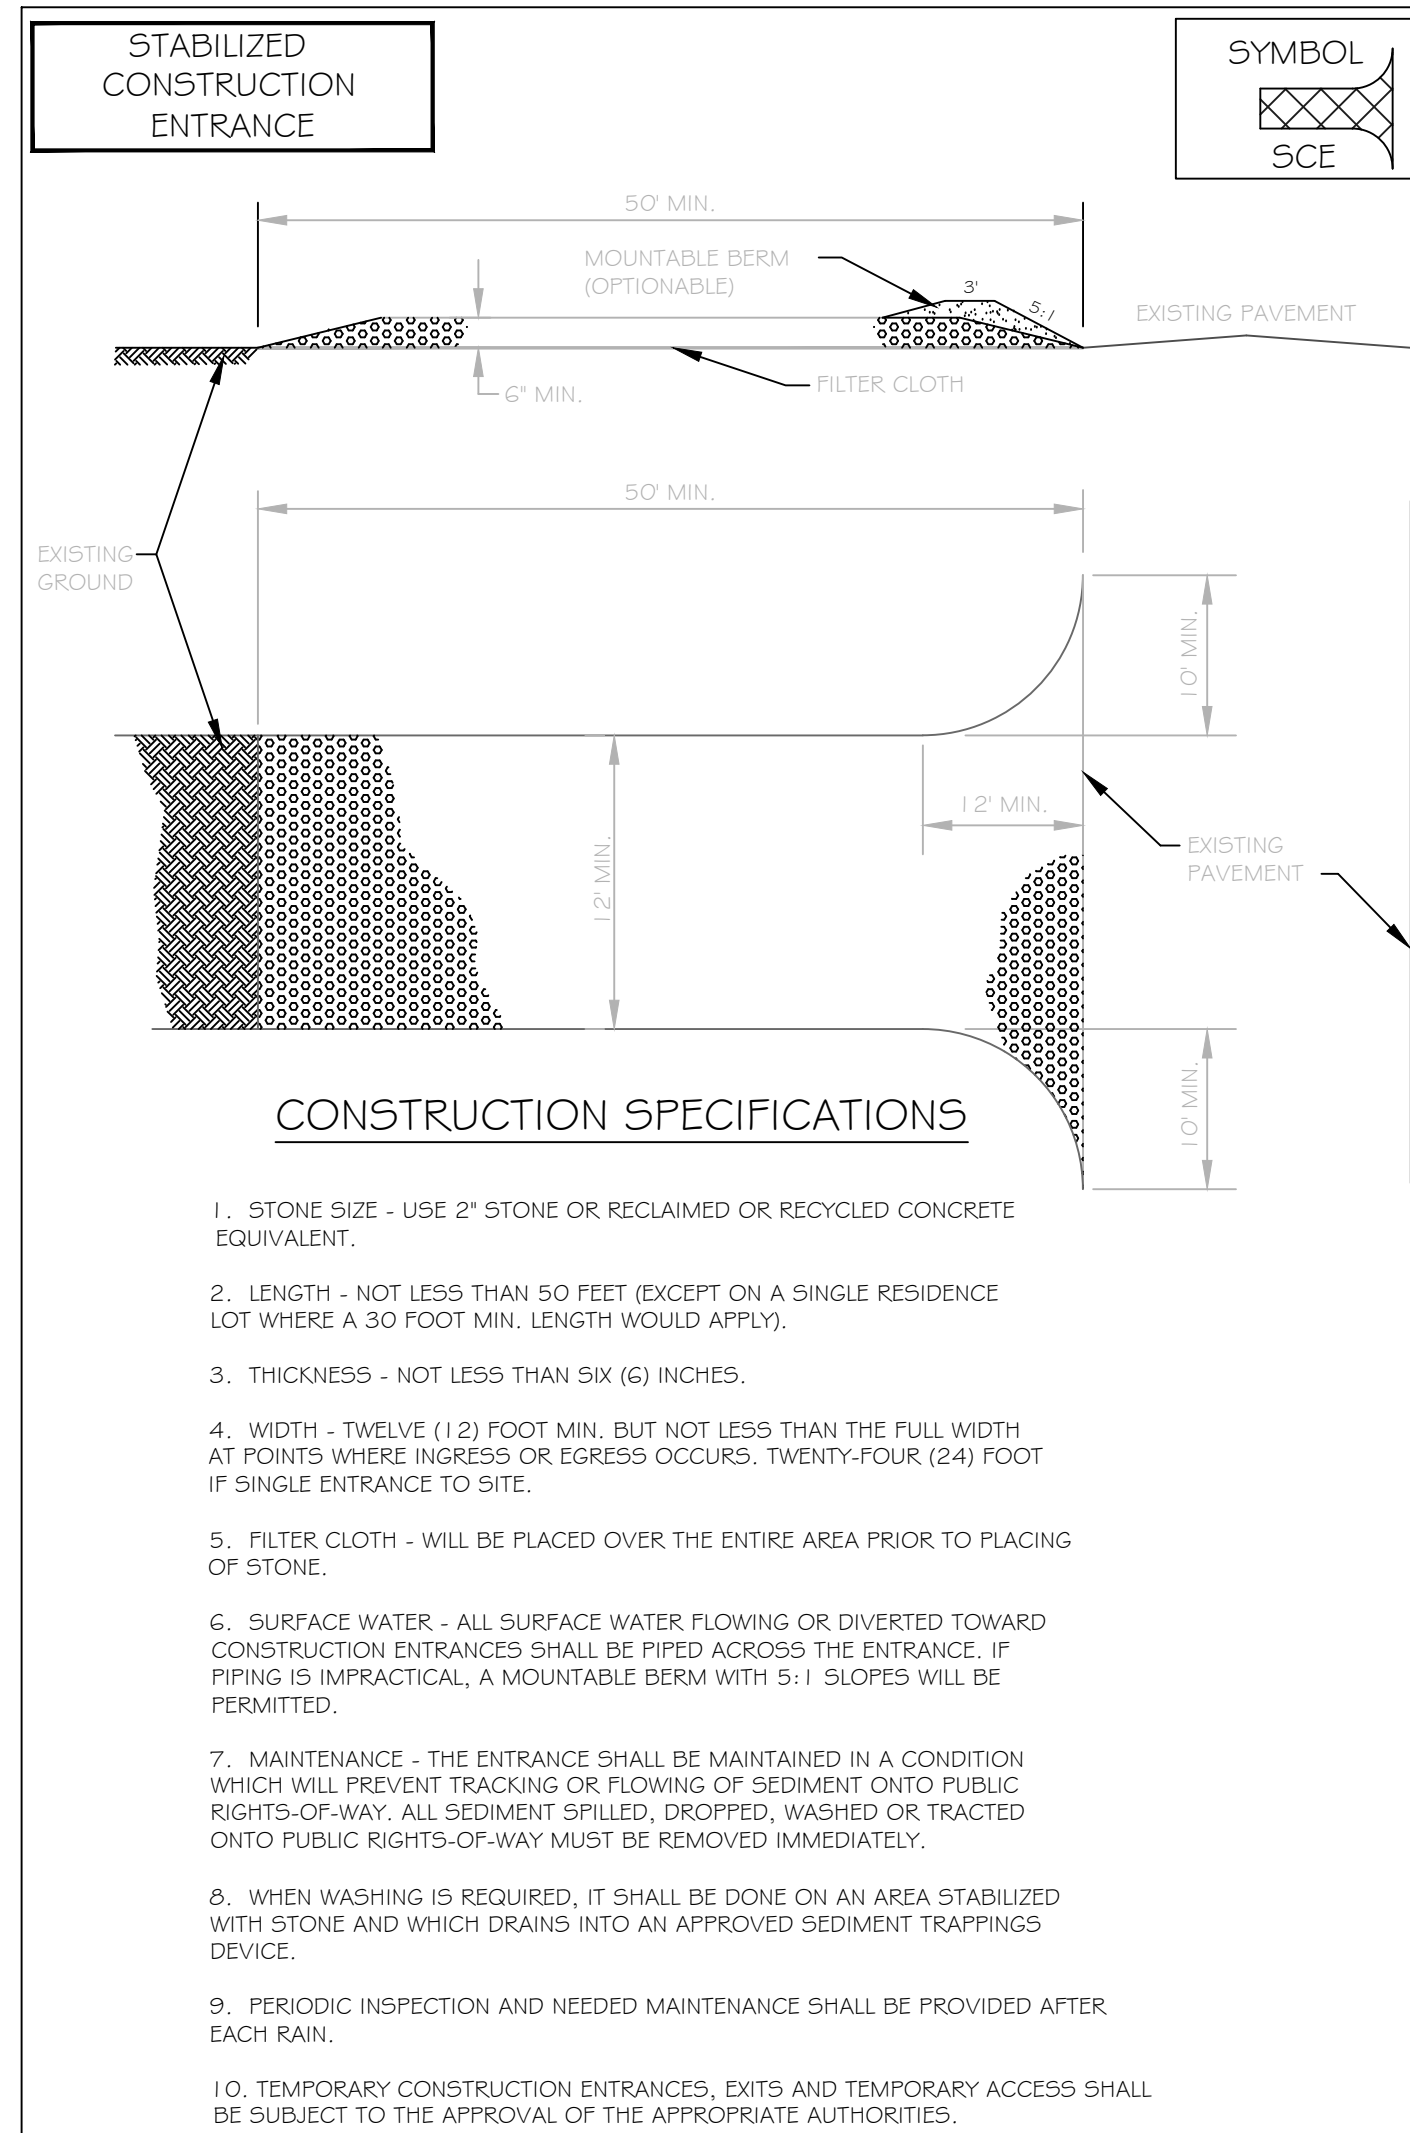 STABILIZED
CONSTRUCTION
ENTRANCE
SYMBOL
SCE
50' MIN.
MOUNTABLE BERM
(OPTIONABLE)
3'
5:1
EXISTING PAVEMENT
6" MIN.
FILTER CLOTH
50' MIN.
EXISTING
GROUND
10' MIN.
12' MIN.
12' MIN.
EXISTING
PAVEMENT
10' MIN.
CONSTRUCTION SPECIFICATIONS
1. STONE SIZE - USE 2" STONE OR RECLAIMED OR RECYCLED CONCRETE
EQUIVALENT.
2. LENGTH - NOT LESS THAN 50 FEET (EXCEPT ON A SINGLE RESIDENCE
LOT WHERE A 30 FOOT MIN. LENGTH WOULD APPLY).
3. THICKNESS - NOT LESS THAN SIX (6) INCHES.
4. WIDTH - TWELVE (12) FOOT MIN. BUT NOT LESS THAN THE FULL WIDTH
AT POINTS WHERE INGRESS OR EGRESS OCCURS. TWENTY-FOUR (24) FOOT
IF SINGLE ENTRANCE TO SITE.
5. FILTER CLOTH - WILL BE PLACED OVER THE ENTIRE AREA PRIOR TO PLACING
OF STONE.
6. SURFACE WATER - ALL SURFACE WATER FLOWING OR DIVERTED TOWARD
CONSTRUCTION ENTRANCES SHALL BE PIPED ACROSS THE ENTRANCE. IF
PIPING IS IMPRACTICAL, A MOUNTABLE BERM WITH 5:1 SLOPES WILL BE
PERMITTED.
7. MAINTENANCE - THE ENTRANCE SHALL BE MAINTAINED IN A CONDITION
WHICH WILL PREVENT TRACKING OR FLOWING OF SEDIMENT ONTO PUBLIC
RIGHTS-OF-WAY. ALL SEDIMENT SPILLED, DROPPED, WASHED OR TRACTED
ONTO PUBLIC RIGHTS-OF-WAY MUST BE REMOVED IMMEDIATELY.
8. WHEN WASHING IS REQUIRED, IT SHALL BE DONE ON AN AREA STABILIZED
WITH STONE AND WHICH DRAINS INTO AN APPROVED SEDIMENT TRAPPINGS
DEVICE.
9. PERIODIC INSPECTION AND NEEDED MAINTENANCE SHALL BE PROVIDED AFTER
EACH RAIN.
10. TEMPORARY CONSTRUCTION ENTRANCES, EXITS AND TEMPORARY ACCESS SHALL
BE SUBJECT TO THE APPROVAL OF THE APPROPRIATE AUTHORITIES.